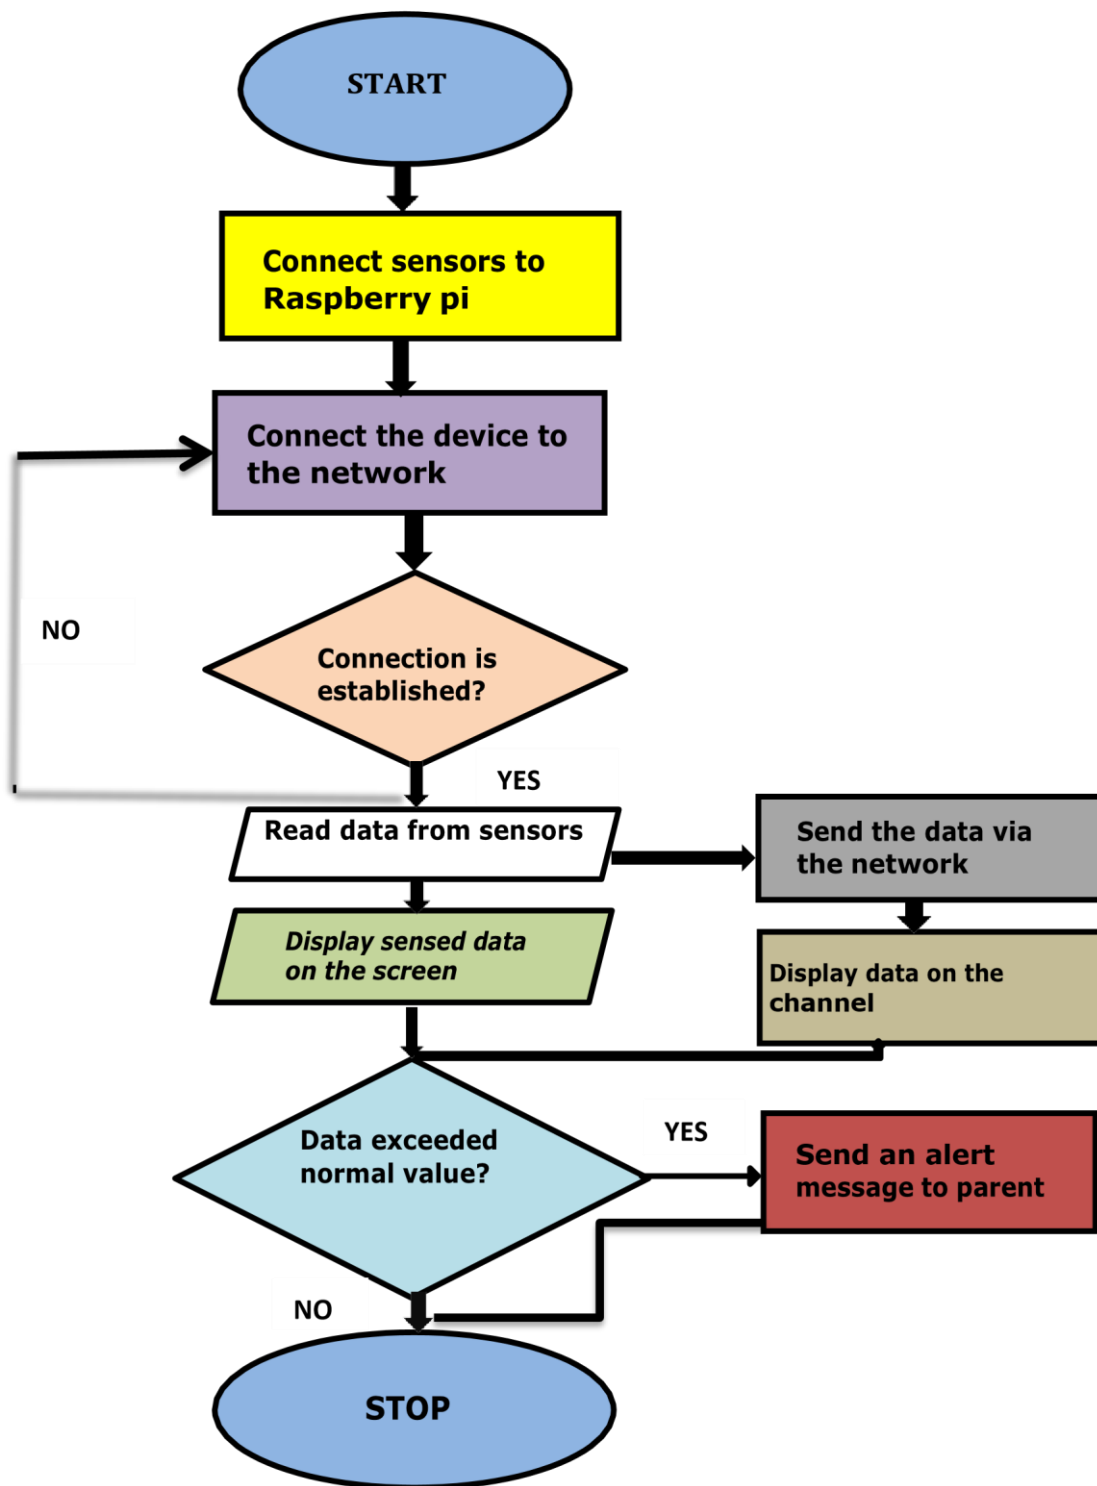 START
Connect sensors to
Raspberry pi
Connect the device to
the network
NO
Connection is
established?
YES
Read data from sensors
Send the data via
the network
Display sensed data
on the screen
Display data on the
channel
Data exceeded
normal value?
YES
Send an alert
message to parent
NO
STOP